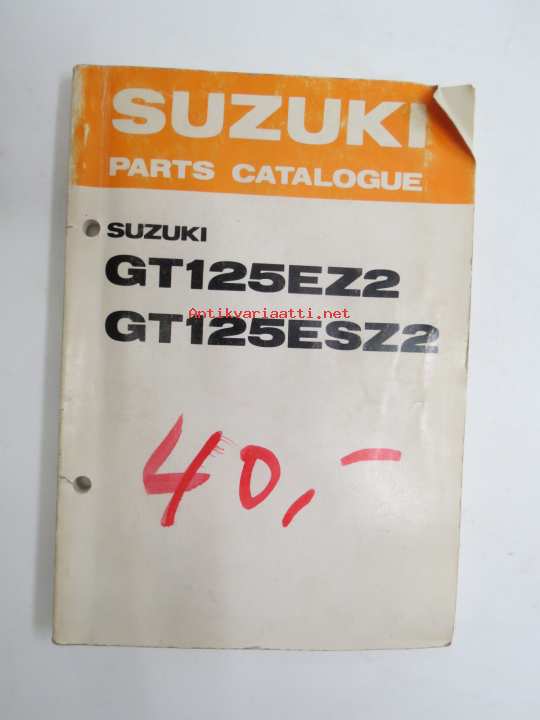 SUZUKI
PARTS CATALOGUE
SUZUKI
GT125EZ2
Antikvariaatti.net
GT125ESZ2
40,-